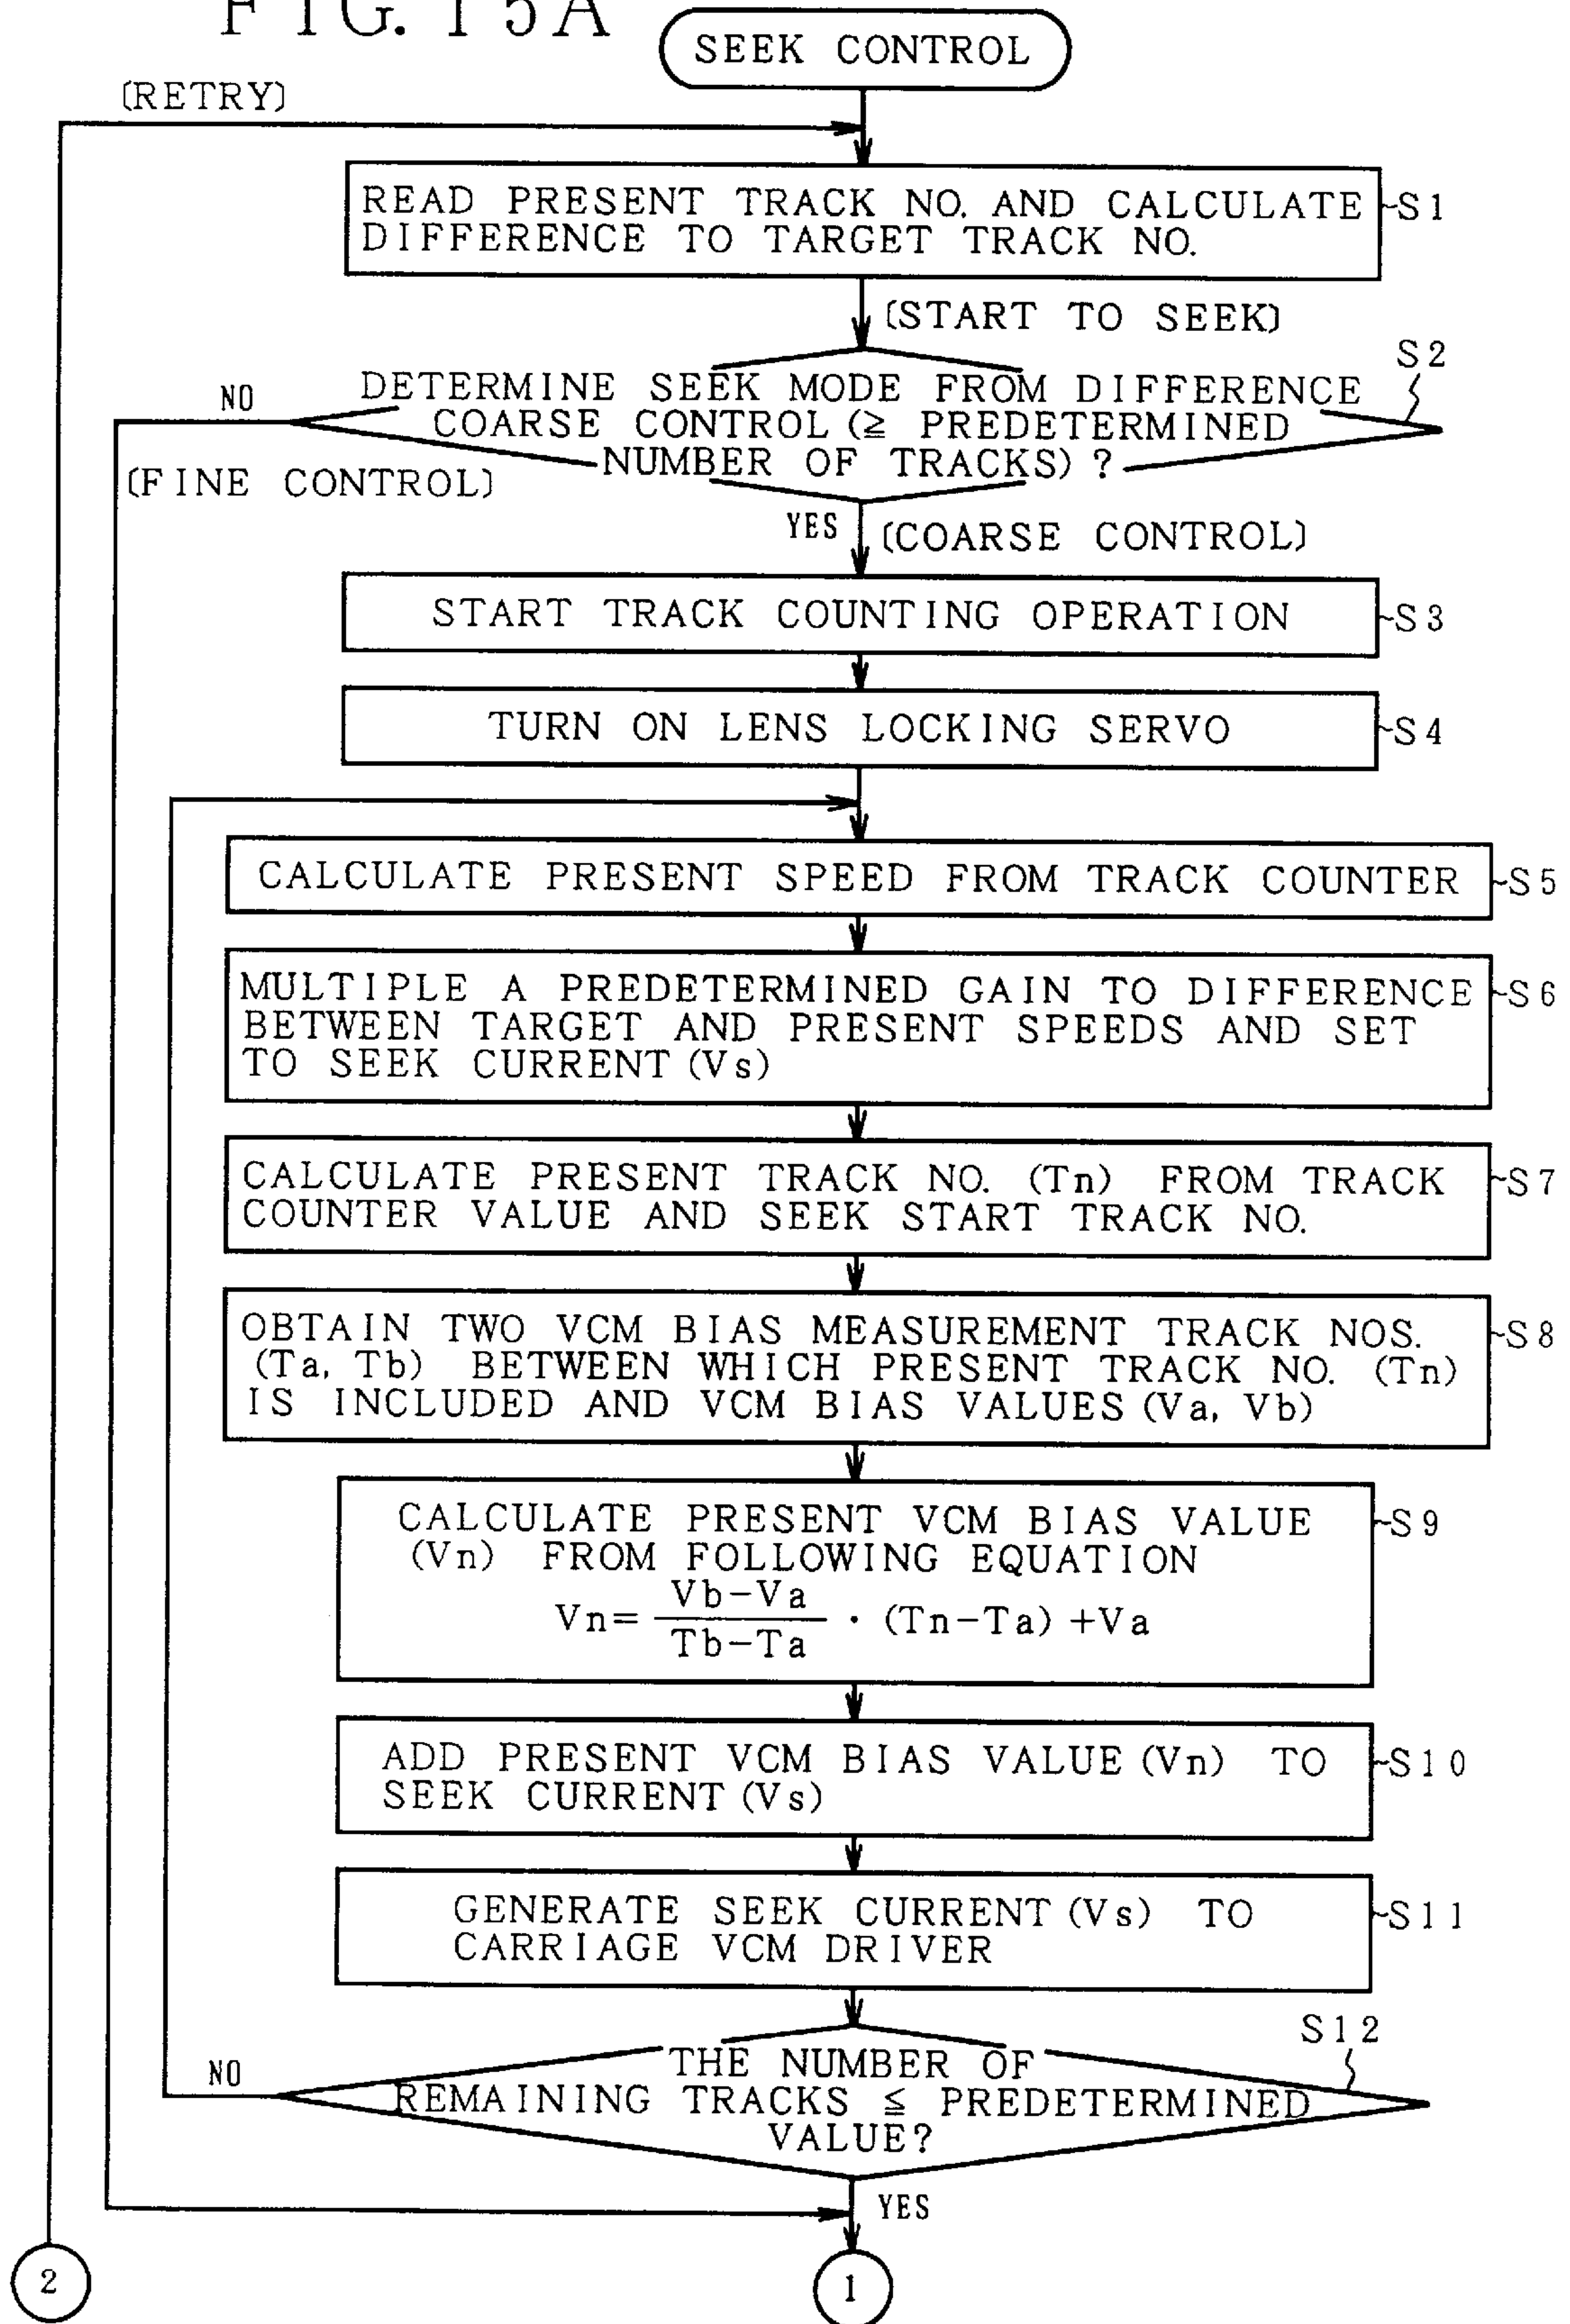 FIG. 15A
SEEK CONTROL
(RETRY)
READ PRESENT TRACK NO. AND CALCULATE
DIFFERENCE TO TARGET TRACK NO.
S1
(START TO SEEK)
S2
NO
DETERMINE SEEK MODE FROM DIFFERENCE
COARSE CONTROL (≧ PREDETERMINED
NUMBER OF TRACKS) ?
(FINE CONTROL)
YES
(COARSE CONTROL)
START TRACK COUNTING OPERATION
S3
TURN ON LENS LOCKING SERVO
S4
CALCULATE PRESENT SPEED FROM TRACK COUNTER
S5
MULTIPLE A PREDETERMINED GAIN TO DIFFERENCE
BETWEEN TARGET AND PRESENT SPEEDS AND SET
TO SEEK CURRENT (Vs)
S6
CALCULATE PRESENT TRACK NO. (Tn) FROM TRACK
COUNTER VALUE AND SEEK START TRACK NO.
S7
OBTAIN TWO VCM BIAS MEASUREMENT TRACK NOS.
(Ta, Tb) BETWEEN WHICH PRESENT TRACK NO. (Tn)
IS INCLUDED AND VCM BIAS VALUES (Va, Vb)
S8
CALCULATE PRESENT VCM BIAS VALUE
(Vn) FROM FOLLOWING EQUATION
Vn= Vb-Va / Tb-Ta · (Tn-Ta) +Va
S9
ADD PRESENT VCM BIAS VALUE (Vn) TO
SEEK CURRENT (Vs)
S10
GENERATE SEEK CURRENT (Vs) TO
CARRIAGE VCM DRIVER
S11
S12
NO
THE NUMBER OF
REMAINING TRACKS ≦ PREDETERMINED
VALUE?
YES
2
1